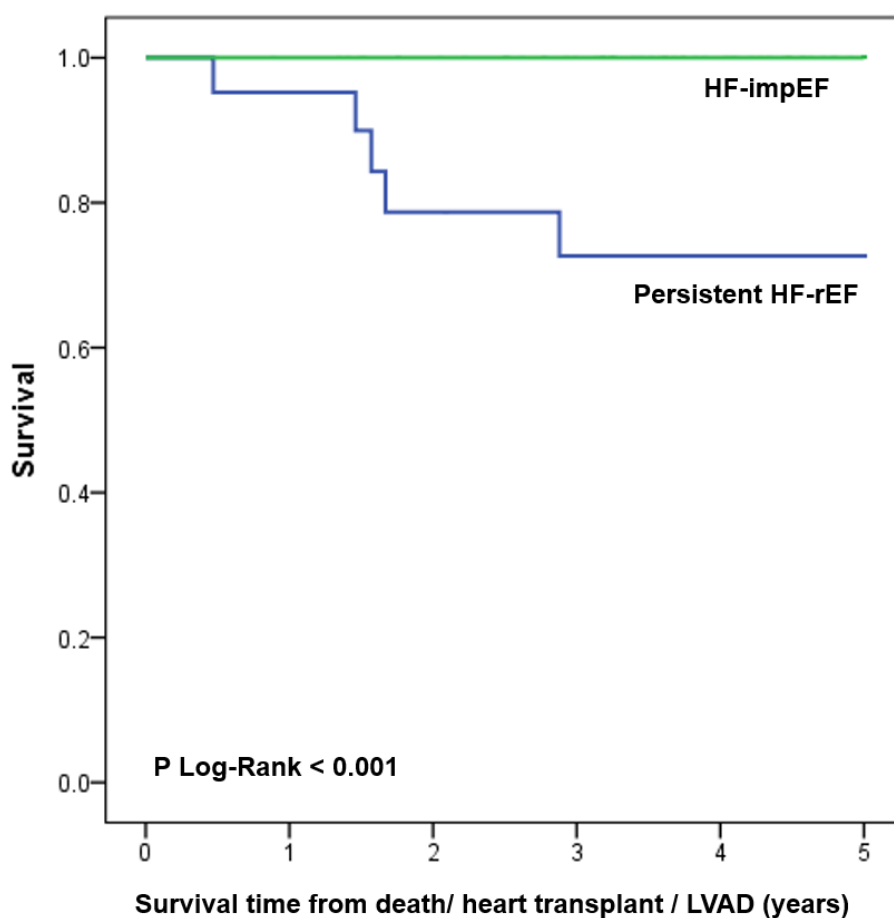 1.0
HF-impEF
0.8
Persistent HF-rEF
0.6
Survival
0.4
0.2
P Log-Rank < 0.001
0.0
0 1 2 3 4 5
Survival time from death/ heart transplant / LVAD (years)